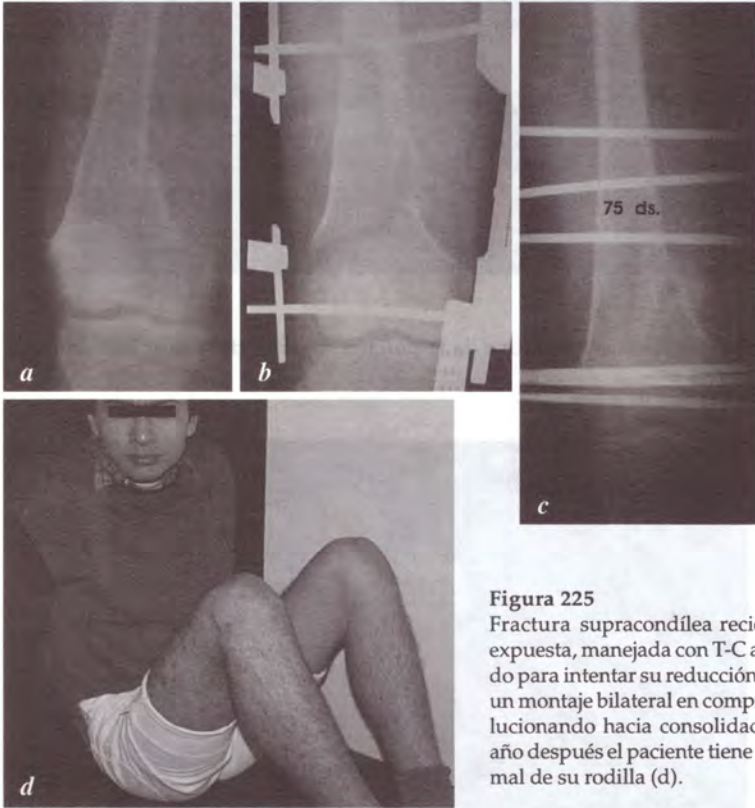 a
b
75 ds.
c
d
Figura 225
Fractura supracondílea recie
expuesta, manejada con T-C a
do para intentar su reducción
un montaje bilateral en comp
lucionando hacia consolidac
año después el paciente tiene
mal de su rodilla (d).